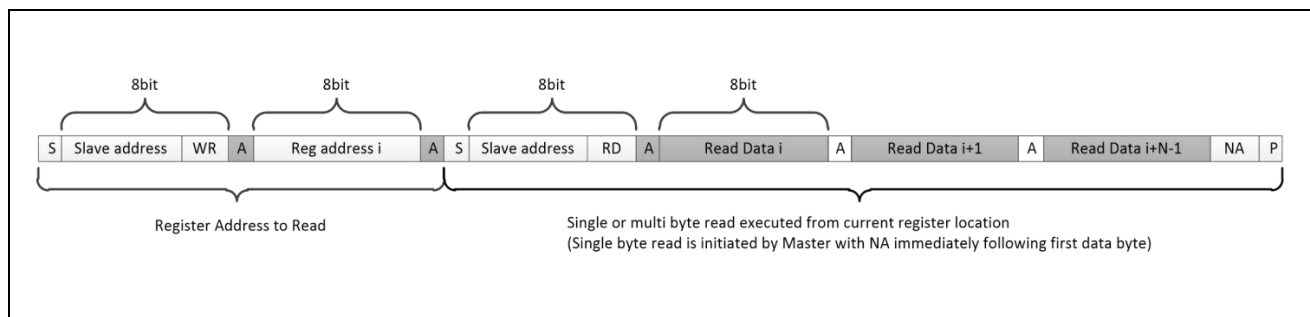 8bit 8bit 8bit 8bit
S Slave address WR A Reg address i A S Slave address RD A Read Data i A Read Data i+1 A Read Data i+N-1 NA P
Register Address to Read
Single or multi byte read executed from current register location
(Single byte read is initiated by Master with NA immediately following first data byte)